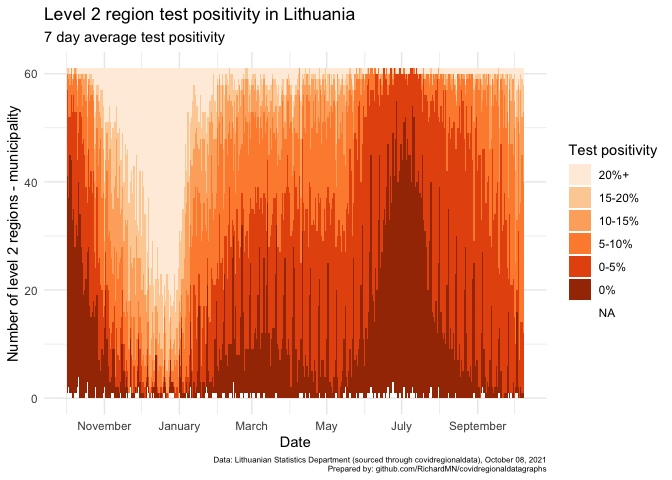 Level 2 region test positivity in Lithuania
7 day average test positivity
Number of level 2 regions - municipality
60
40
20
0
November
January
March
May
July
September
Date
Test positivity
20%+
15-20%
10-15%
5-10%
0-5%
0%
NA
Data: Lithuanian Statistics Department (sourced through covidregionaldata), October 08, 2021
Prepared by: github.com/RichardMN/covidregionaldatagraphs